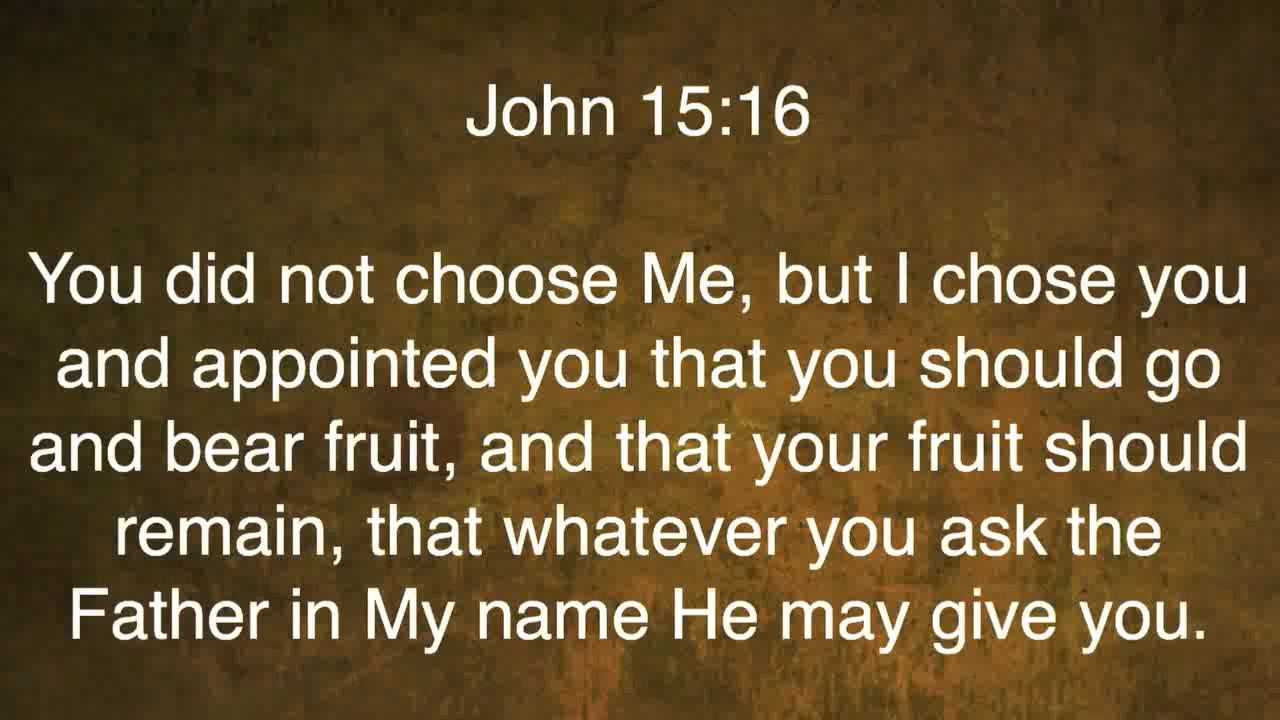 John 15:16
You did not choose Me, but I chose you
and appointed you that you should go
and bear fruit, and that your fruit should
remain, that whatever you ask the
Father in My name He may give you.